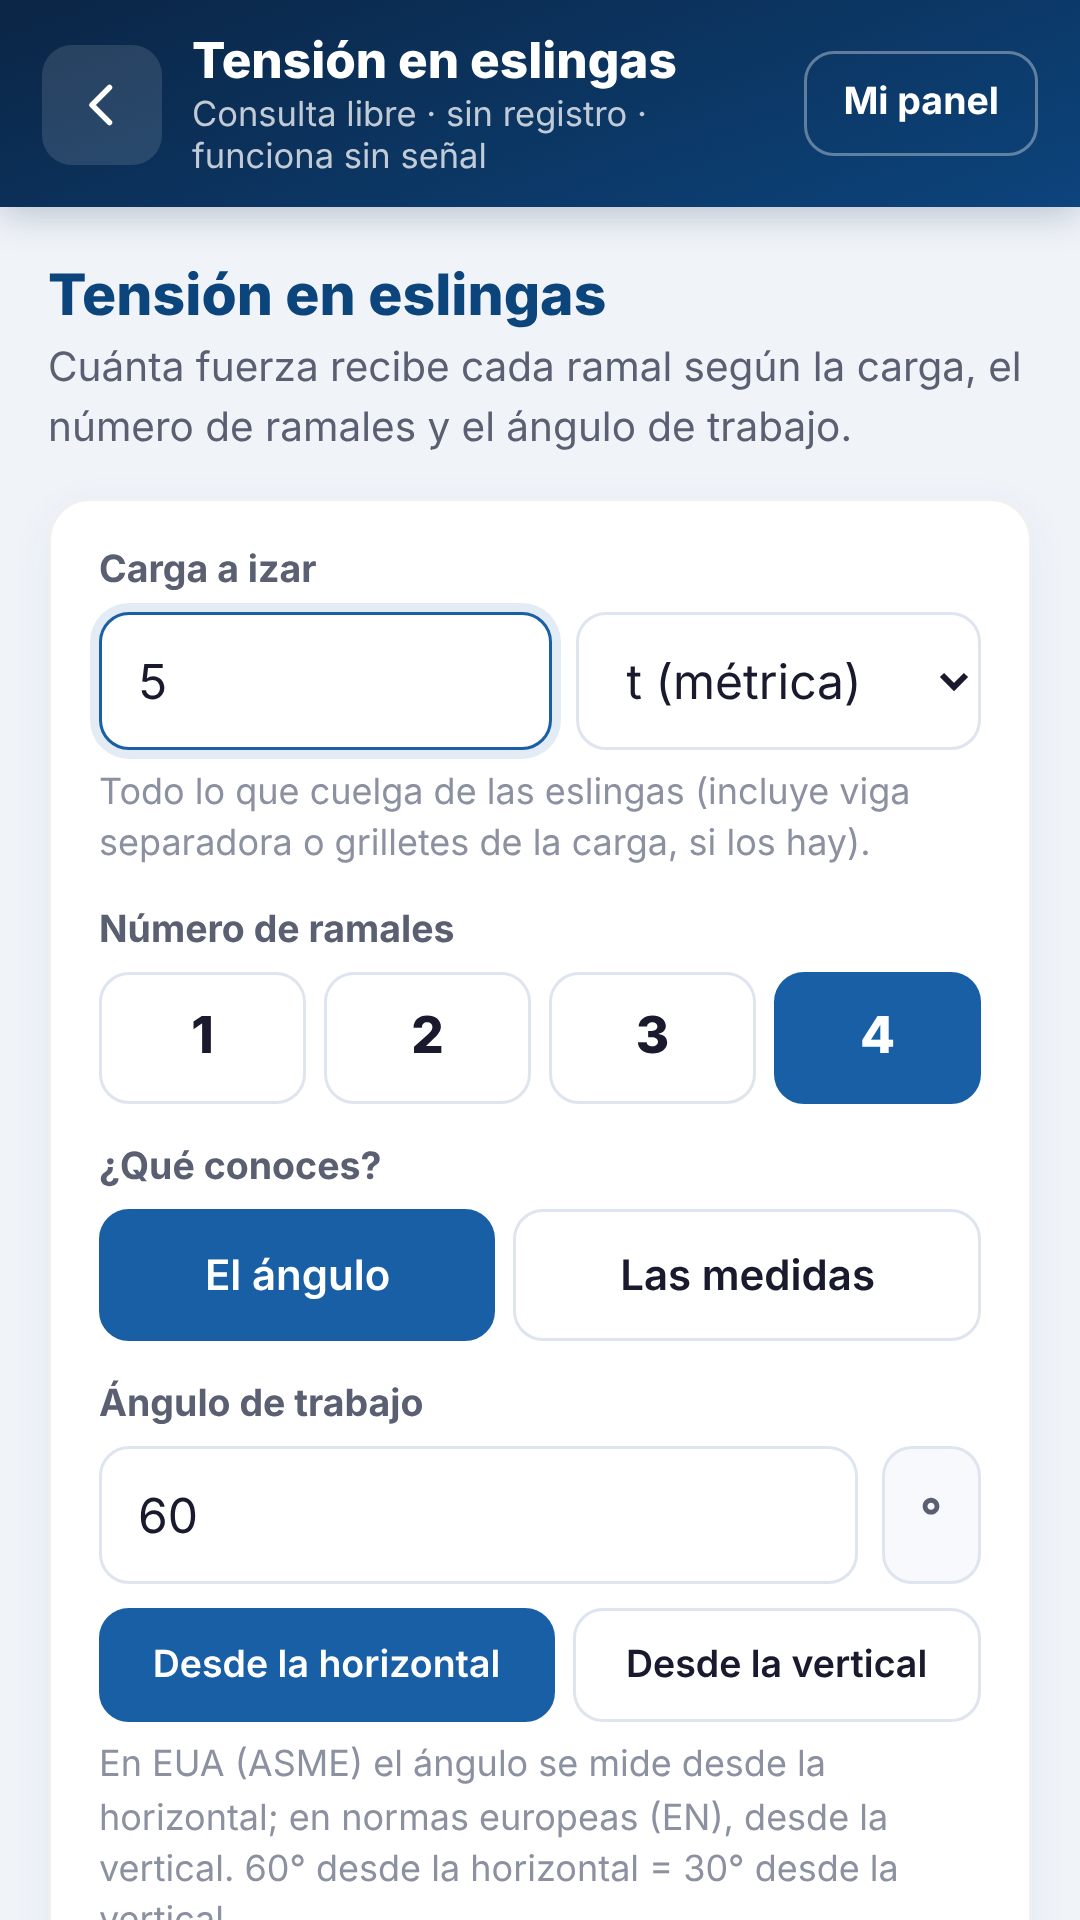 Tensión en eslingas
Consulta libre · sin registro ·
funciona sin señal
Mi panel
Tensión en eslingas
Cuánta fuerza recibe cada ramal según la carga, el
número de ramales y el ángulo de trabajo.
Carga a izar
5
t (métrica)
Todo lo que cuelga de las eslingas (incluye viga
separadora o grilletes de la carga, si los hay).
Número de ramales
1
2
3
4
¿Qué conoces?
El ángulo
Las medidas
Ángulo de trabajo
60
°
Desde la horizontal
Desde la vertical
En EUA (ASME) el ángulo se mide desde la
horizontal; en normas europeas (EN), desde la
vertical. 60° desde la horizontal = 30° desde la
vertical